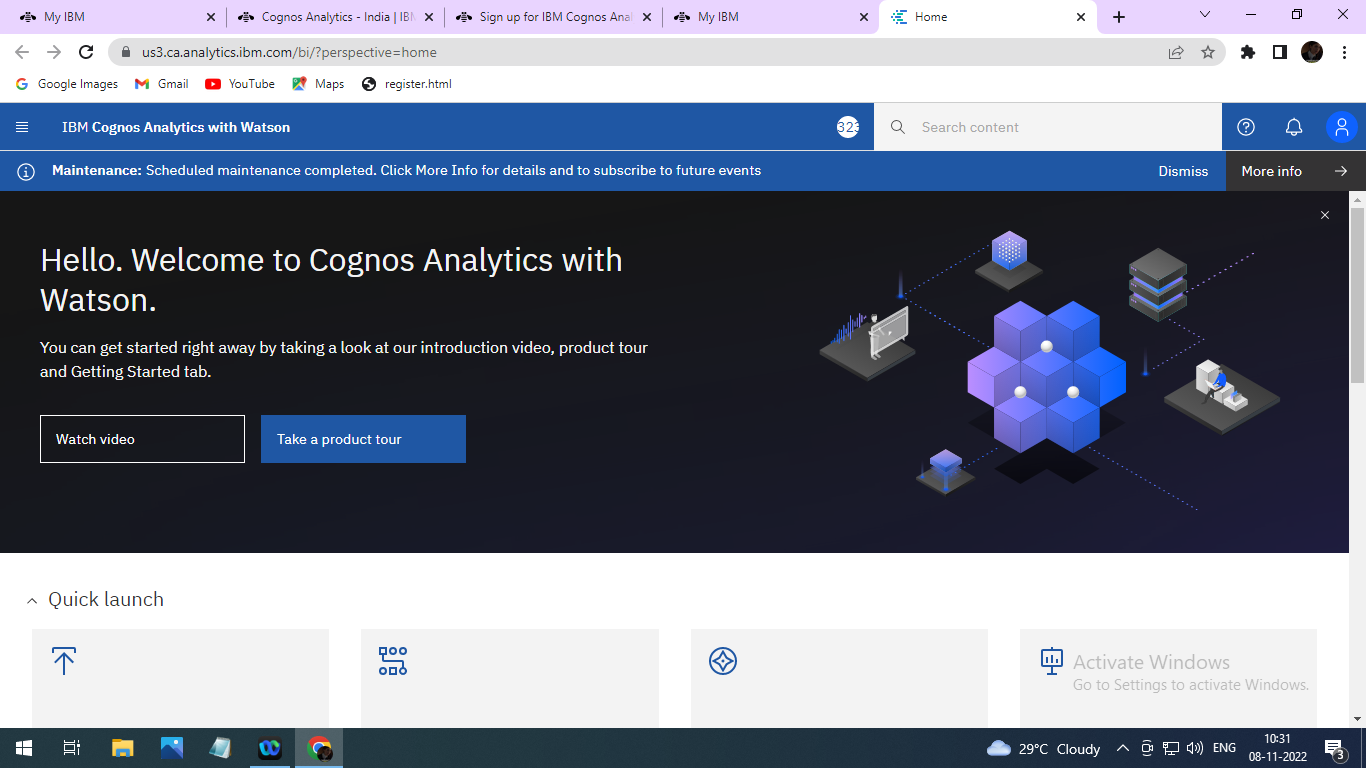 My IBM
Cognos Analytics - India | IBM
Sign up for IBM Cognos Anal
My IBM
Home
us3.ca.analytics.ibm.com/bi/?perspective=home
Google Images
Gmail
YouTube
Maps
register.html
IBM Cognos Analytics with Watson
323
Search content
Maintenance: Scheduled maintenance completed. Click More Info for details and to subscribe to future events
Dismiss
More info
Hello. Welcome to Cognos Analytics with
Watson.
You can get started right away by taking a look at our introduction video, product tour
and Getting Started tab.
Watch video
Take a product tour
Quick launch
Activate Windows
Go to Settings to activate Windows.
29°C Cloudy
ENG
10:31
08-11-2022
3